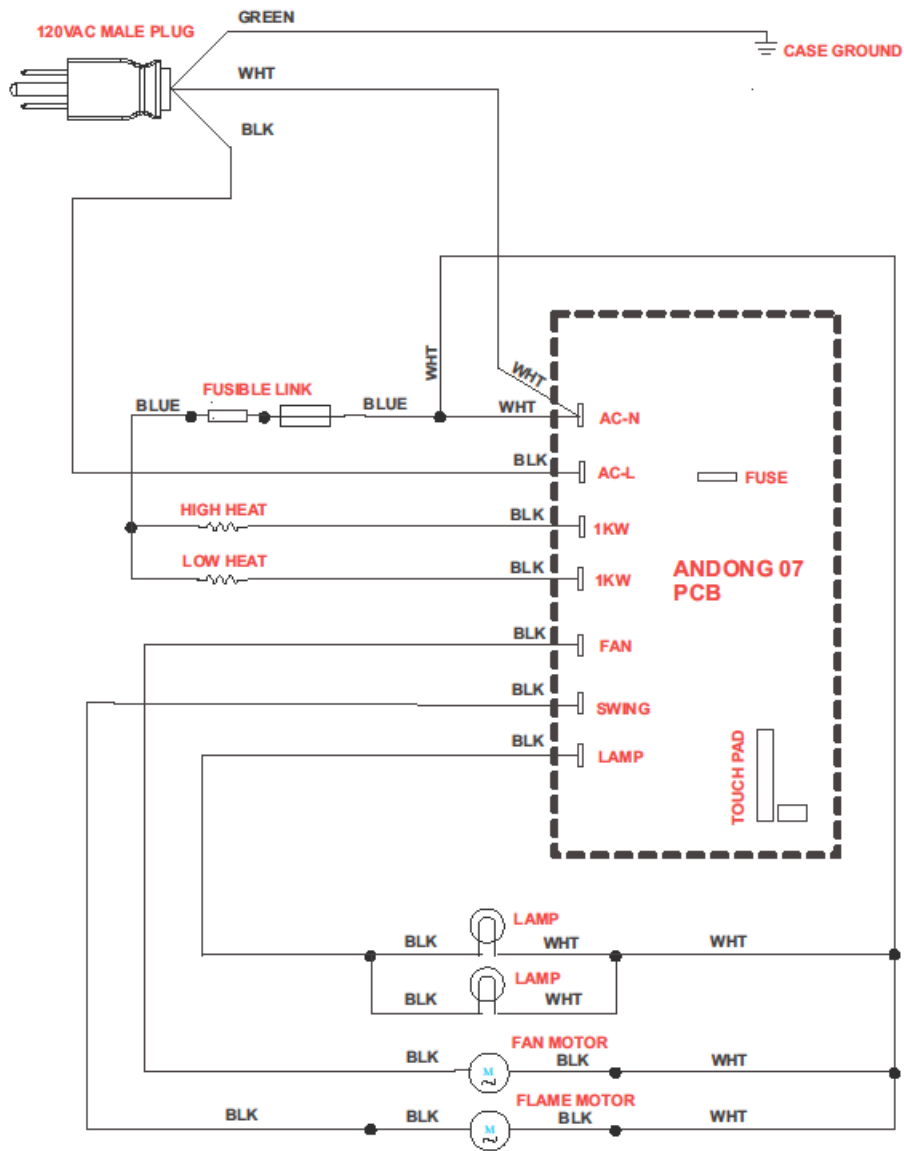 GREEN
120VAC MALE PLUG
CASE GROUND
WHT
BLK
WHT
WHT
FUSIBLE LINK
BLUE
BLUE
WHT
AC-N
BLK
AC-L
FUSE
HIGH HEAT
BLK
1KW
LOW HEAT
BLK
1KW
ANDONG 07
PCB
BLK
FAN
BLK
SWING
BLK
LAMP
TOUCH PAD
LAMP
BLK
WHT
WHT
LAMP
BLK
WHT
FAN MOTOR
BLK
M
BLK
WHT
FLAME MOTOR
BLK
BLK
M
BLK
WHT